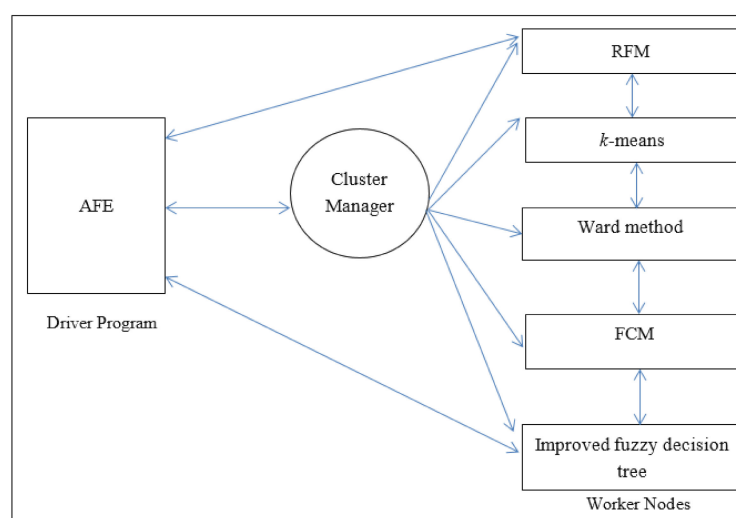 RFM
k-means
AFE
Cluster
Manager
Ward method
Driver Program
FCM
Improved fuzzy decision
tree
Worker Nodes